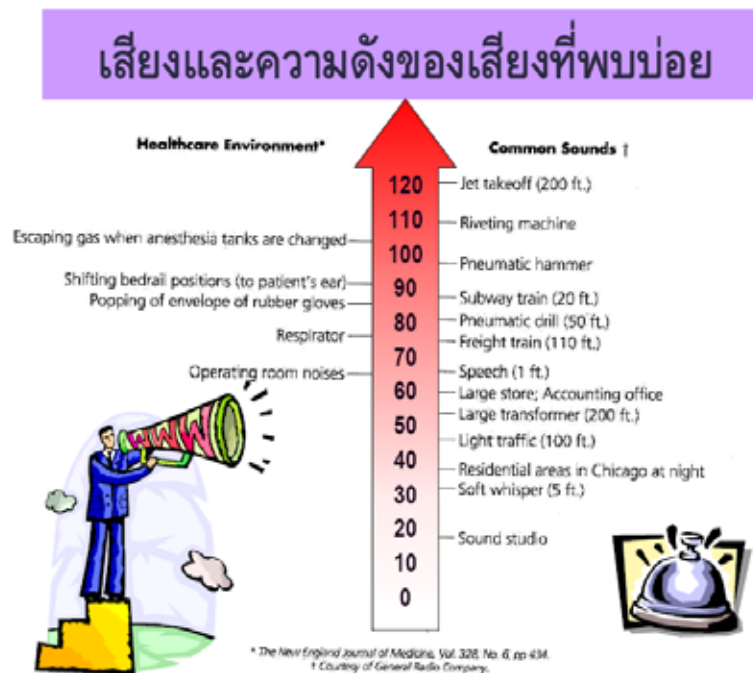 เสียงและความดังของเสียงที่พบบ่อย
Healthcare Environment*
Common Sounds †
120
Jet takeoff (200 ft.)
110
Riveting machine
Escaping gas when anesthesia tanks are changed
100
Pneumatic hammer
Shifting bedrail positions (to patient's ear)
90
Popping of envelope of rubber gloves
Subway train (20 ft.)
80
Pneumatic drill (50 ft.)
Respirator
Freight train (110 ft.)
70
Operating room noises
Speech (1 ft.)
60
Large store; Accounting office
Large transformer (200 ft.)
50
Light traffic (100 ft.)
40
Residential areas in Chicago at night
30
Soft whisper (5 ft.)
20
Sound studio
10
0
WWW
* The New England Journal of Medicine, Vol. 328, No. 6, pp 434.
† Courtesy of General Radio Company.